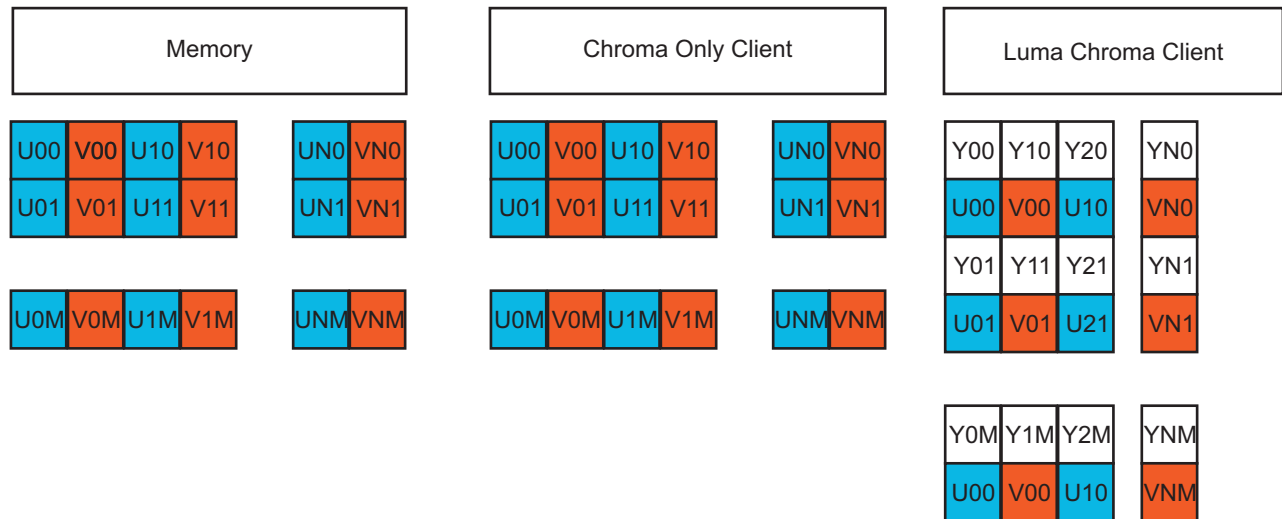 Memory Chroma Only Client Luma Chroma Client
U00 V00 U10 V10 UN0 VN0 U00 V00 U10 V10 UN0 VN0 Y00 Y10 Y20 YN0
U01 V01 U11 V11 UN1 VN1 U01 V01 U11 V11 UN1 VN1 U00 V00 U10 VN0
Y01 Y11 Y21 YN1
U0M V0M U1M V1M UNM VNM U0M V0M U1M V1M UNM VNM U01 V01 U21 VN1
Y0M Y1M Y2M YNM
U00 V00 U10 VNM